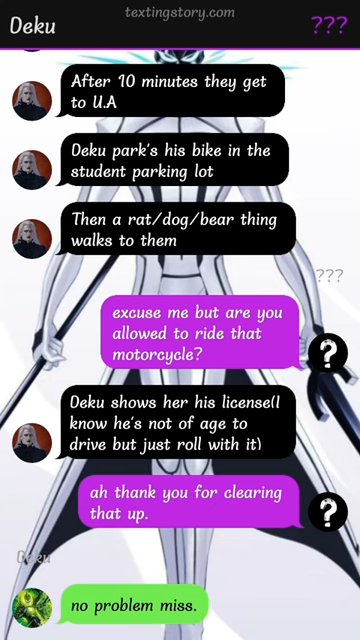 textingstory.com
Deku
???
After 10 minutes they get
to U.A
Deku park's his bike in the
student parking lot
Then a rat/dog/bear thing
walks to them
???
excuse me but are you
allowed to ride that
motorcycle?
?
Deku shows her his license(I
know he's not of age to
drive but just roll with it)
ah thank you for clearing
that up.
?
Deku
no problem miss.